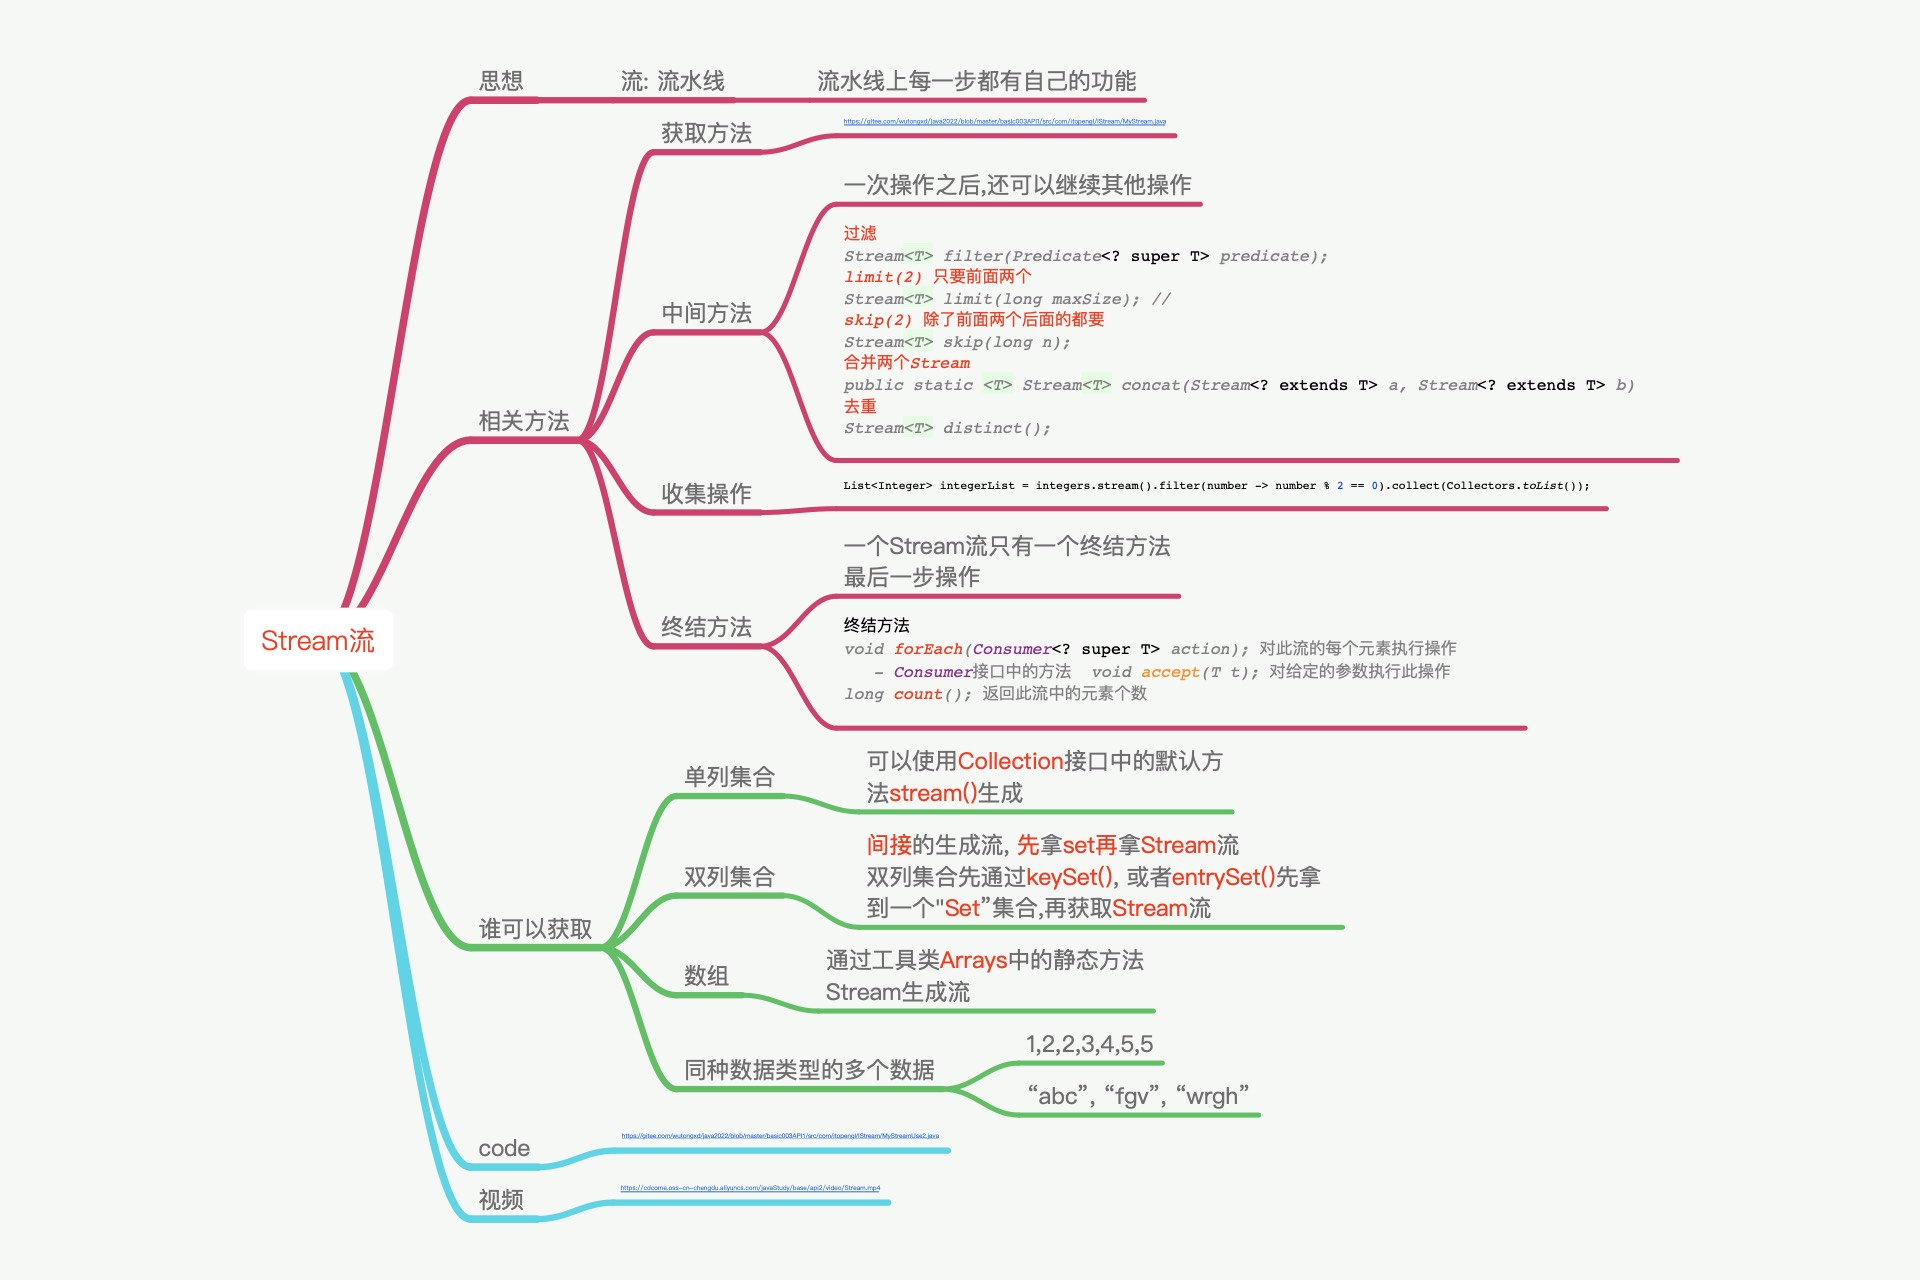 Stream流
思想
流: 流水线
流水线上每一步都有自己的功能
相关方法
获取方法
https://gitee.com/wutongxd/java2022/blob/master/basic003API1/src/com/itopengl/IStream/MyStream.java
中间方法
一次操作之后,还可以继续其他操作
过滤
Stream<T> filter(Predicate<? super T> predicate);
limit(2) 只要前面两个
Stream<T> limit(long maxSize); //
skip(2) 除了前面两个后面的都要
Stream<T> skip(long n);
合并两个Stream
public static <T> Stream<T> concat(Stream<? extends T> a, Stream<? extends T> b)
去重
Stream<T> distinct();
收集操作
List<Integer> integerList = integers.stream().filter(number -> number % 2 == 0).collect(Collectors.toList());
终结方法
一个Stream流只有一个终结方法
最后一步操作
终结方法
void forEach(Consumer<? super T> action); 对此流的每个元素执行操作
- Consumer接口中的方法 void accept(T t); 对给定的参数执行此操作
long count(); 返回此流中的元素个数
谁可以获取
单列集合
可以使用Collection接口中的默认方
法stream()生成
双列集合
间接的生成流, 先拿set再拿Stream流
双列集合先通过keySet(), 或者entrySet()先拿
到一个"Set”集合,再获取Stream流
数组
通过工具类Arrays中的静态方法
Stream生成流
同种数据类型的多个数据
1,2,2,3,4,5,5
“abc”, “fgv”, “wrgh”
code
https://gitee.com/wutongxd/java2022/blob/master/basic003API1/src/com/itopengl/IStream/MyStreamUse2.java
视频
https://cdcome.oss-cn-chengdu.aliyuncs.com/javaStudy/base/api2/video/Stream.mp4